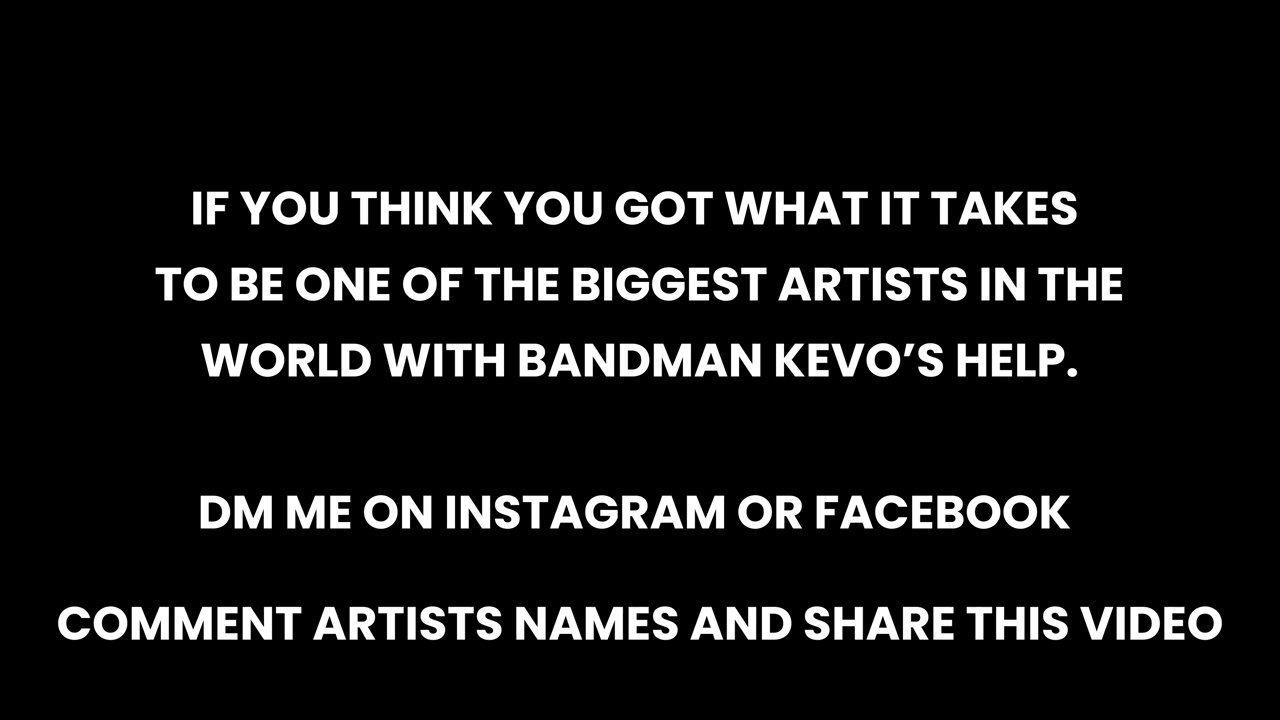 IF YOU THINK YOU GOT WHAT IT TAKES
TO BE ONE OF THE BIGGEST ARTISTS IN THE
WORLD WITH BANDMAN KEVO’S HELP.
DM ME ON INSTAGRAM OR FACEBOOK
COMMENT ARTISTS NAMES AND SHARE THIS VIDEO